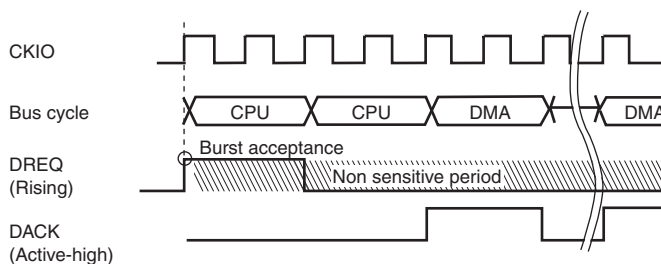 CKIO
Bus cycle
CPU
CPU
DMA
DMA
Burst acceptance
DREQ
(Rising)
Non sensitive period
DACK
(Active-high)